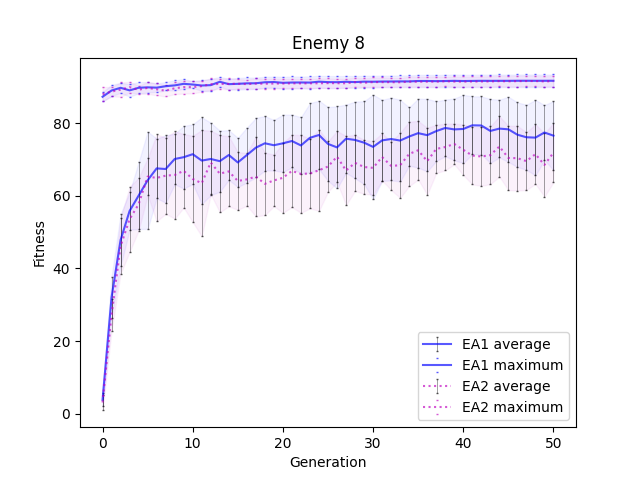 Enemy 8
Fitness
80
60
40
20
0
0 10 20 30 40 50
Generation
EA1 average
EA1 maximum
EA2 average
EA2 maximum